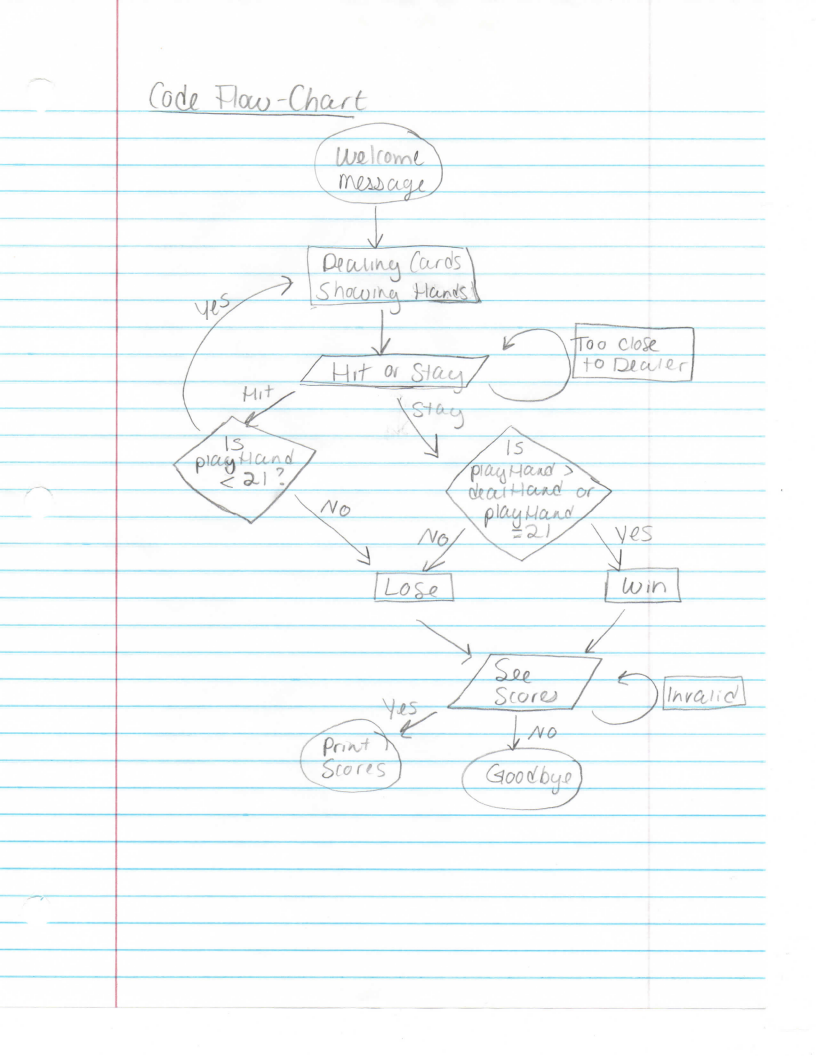 Code Flow-Chart
Welcome
message
Dealing Cards
Showing Hands
Yes
Hit or Stay
Too close
to Dealer
Hit
Stay
Is
playHand
< 21?
Is
playHand >
dealHand or
playHand
=21
No
No
Yes
Lose
Win
See
Scores
Invalid
Yes
No
Print
Scores
Goodbye